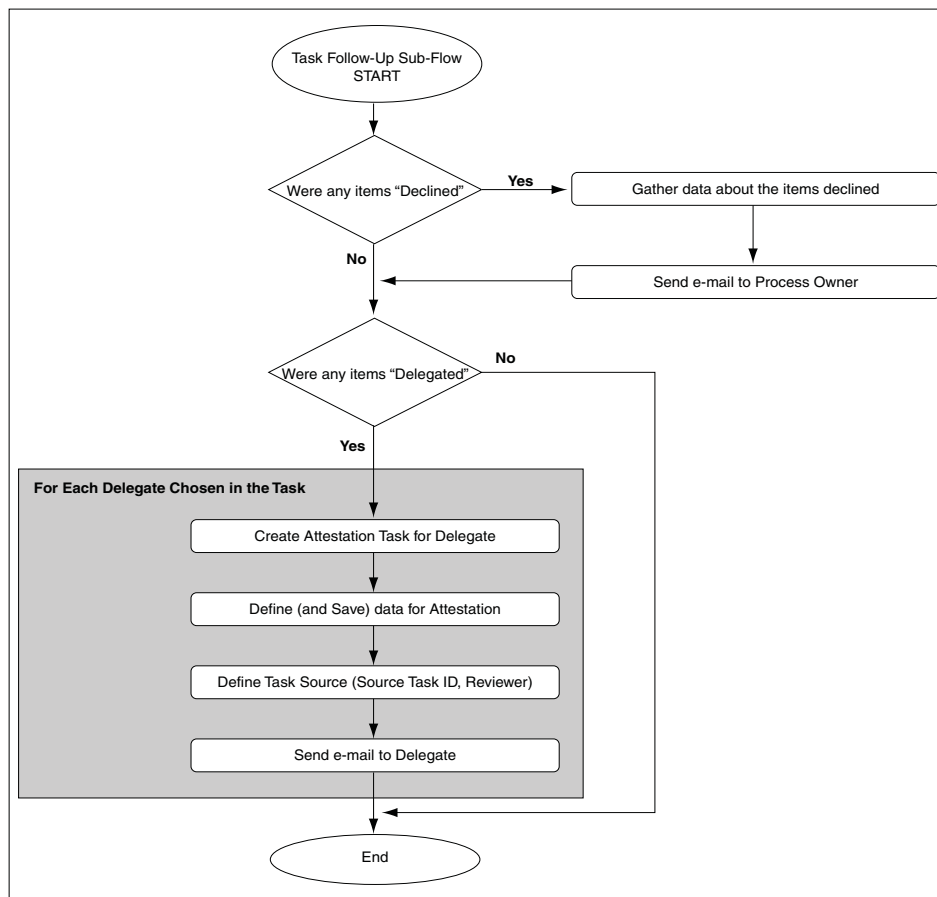 Task Follow-Up Sub-Flow
START
Were any items “Declined”
Yes
Gather data about the items declined
No
Send e-mail to Process Owner
Were any items “Delegated”
No
Yes
For Each Delegate Chosen in the Task
Create Attestation Task for Delegate
Define (and Save) data for Attestation
Define Task Source (Source Task ID, Reviewer)
Send e-mail to Delegate
End